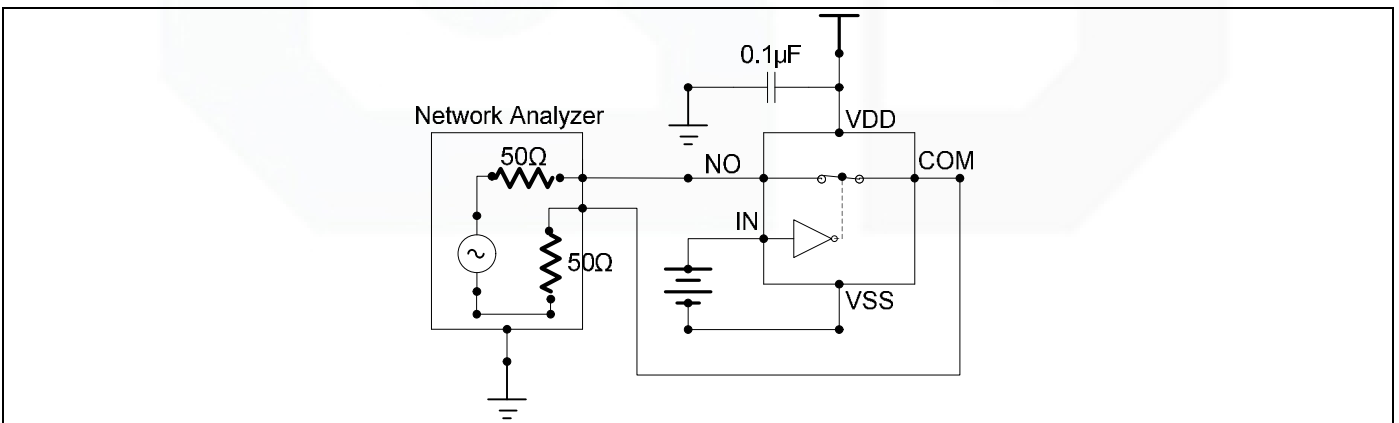 0.1µF
VDD
Network Analyzer
50Ω
NO
COM
IN
50Ω
VSS